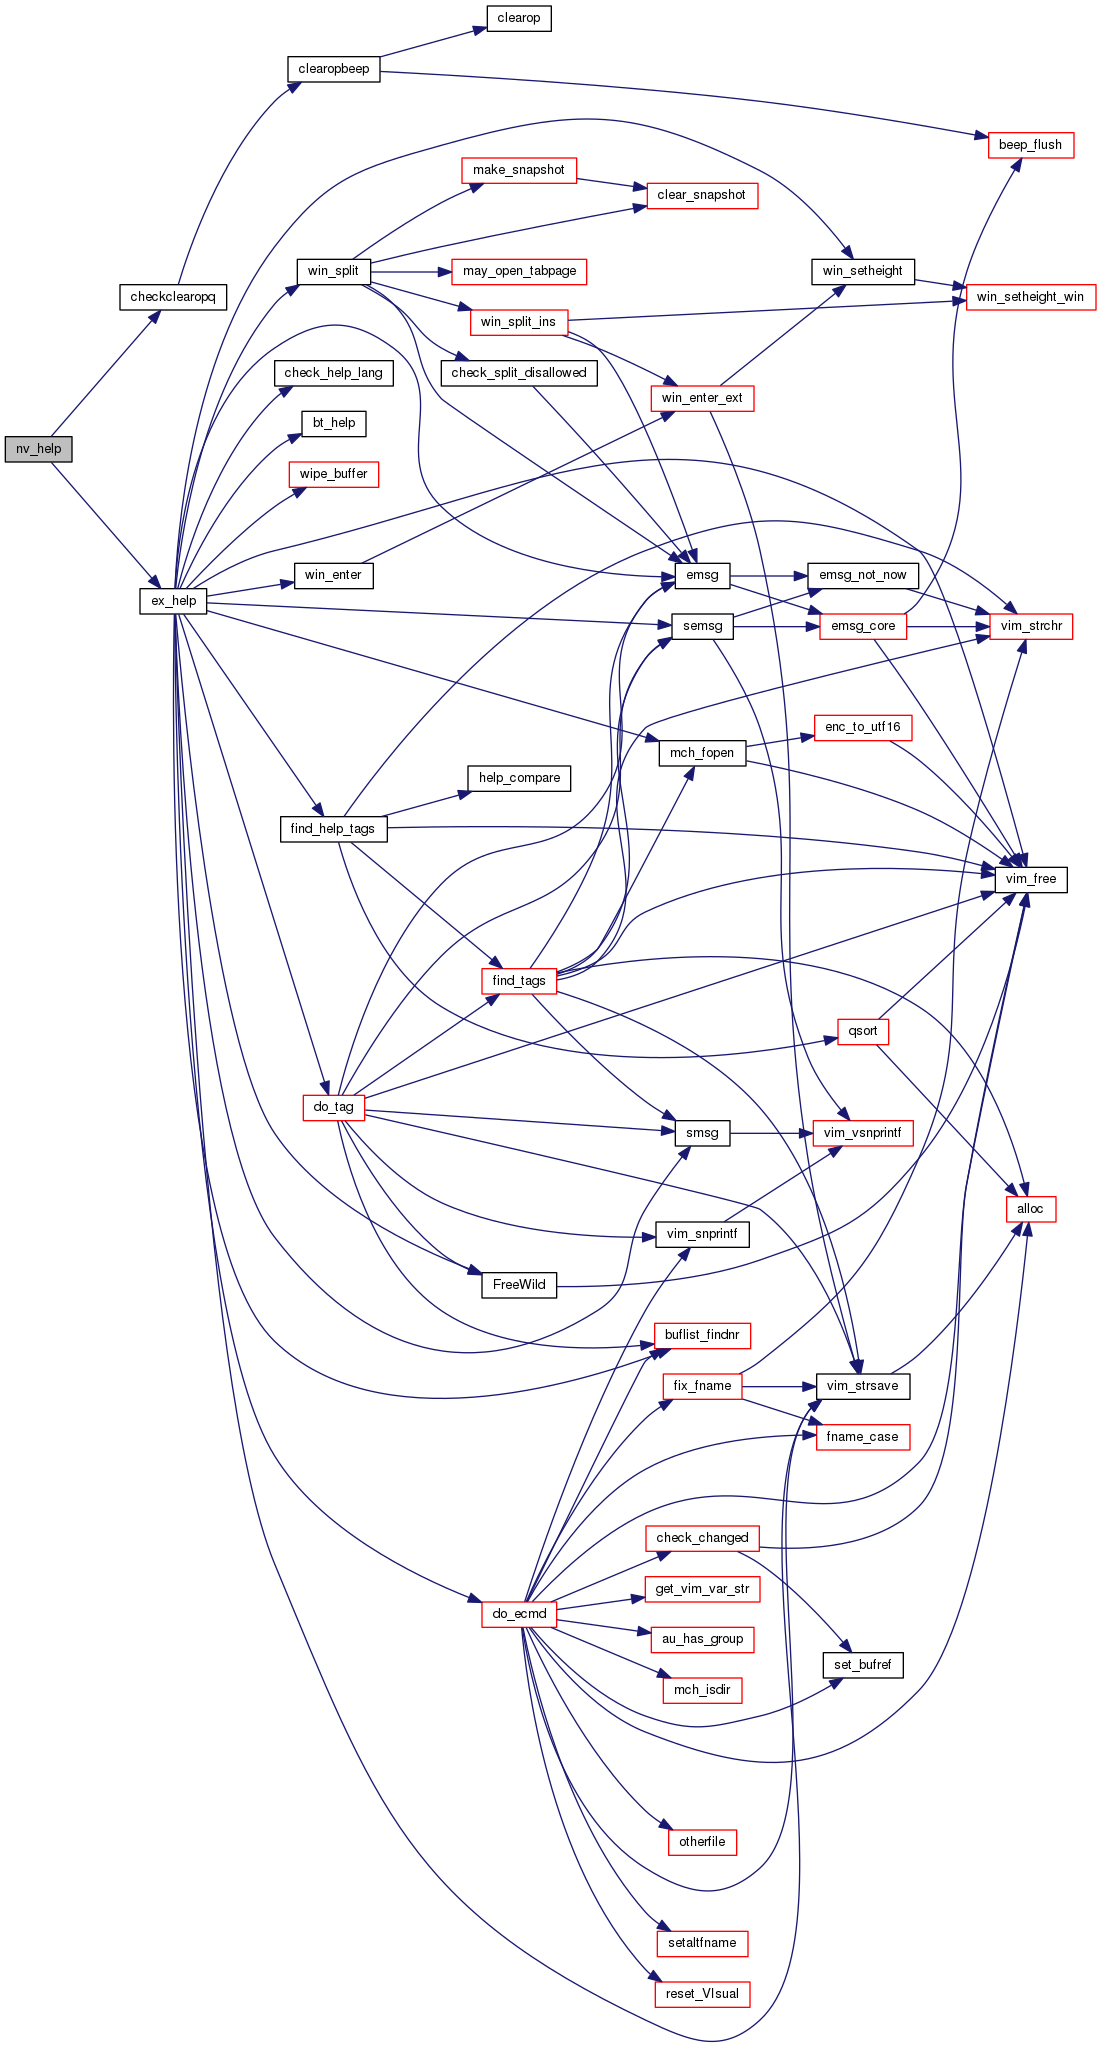 clearop
clearopbeep
beep_flush
make_snapshot
clear_snapshot
win_split
may_open_tabpage
win_setheight
checkclearopq
win_setheight_win
win_split_ins
check_help_lang
check_split_disallowed
win_enter_ext
bt_help
nv_help
wipe_buffer
win_enter
emsg
emsg_not_now
ex_help
semsg
emsg_core
vim_strchr
enc_to_utf16
mch_fopen
help_compare
find_help_tags
vim_free
find_tags
qsort
do_tag
smsg
vim_vsnprintf
alloc
vim_snprintf
FreeWild
buflist_findnr
fix_fname
vim_strsave
fname_case
check_changed
get_vim_var_str
do_ecmd
au_has_group
set_bufref
mch_isdir
otherfile
setaltfname
reset_VIsual